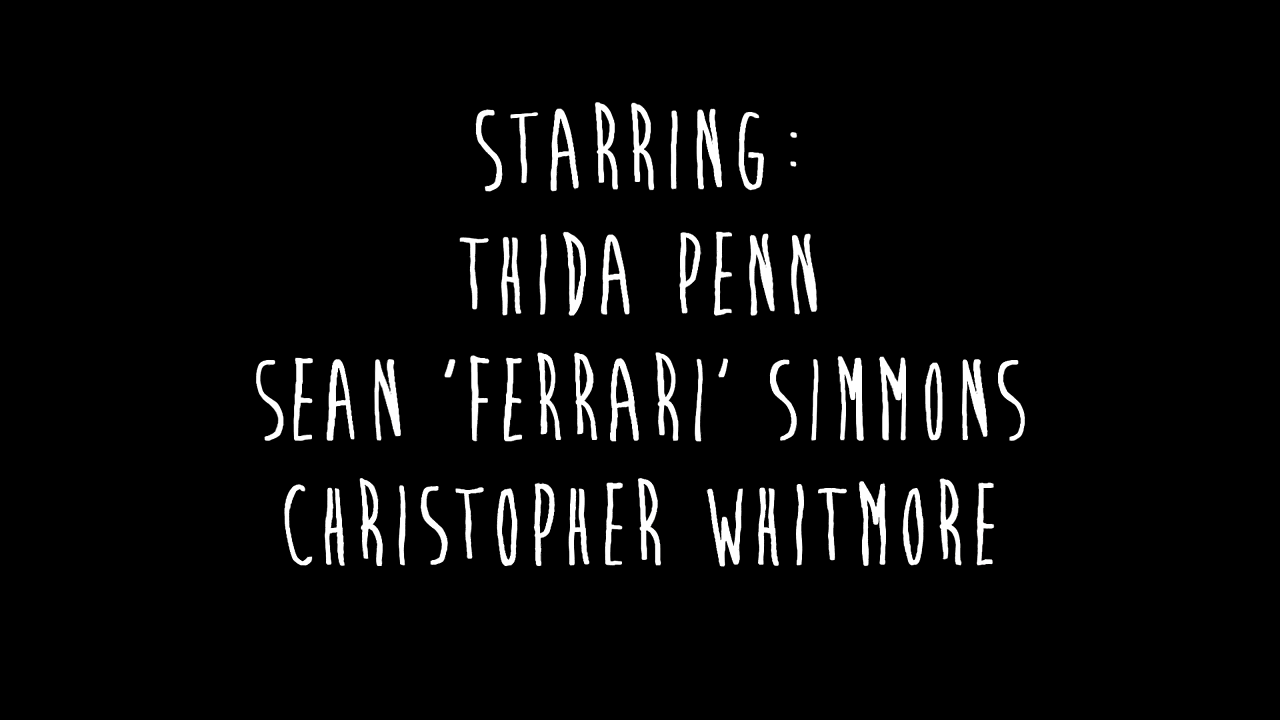 STARRING:
THIDA PENN
SEAN 'FERRARI' SIMMONS
CHRISTOPHER WHITMORE